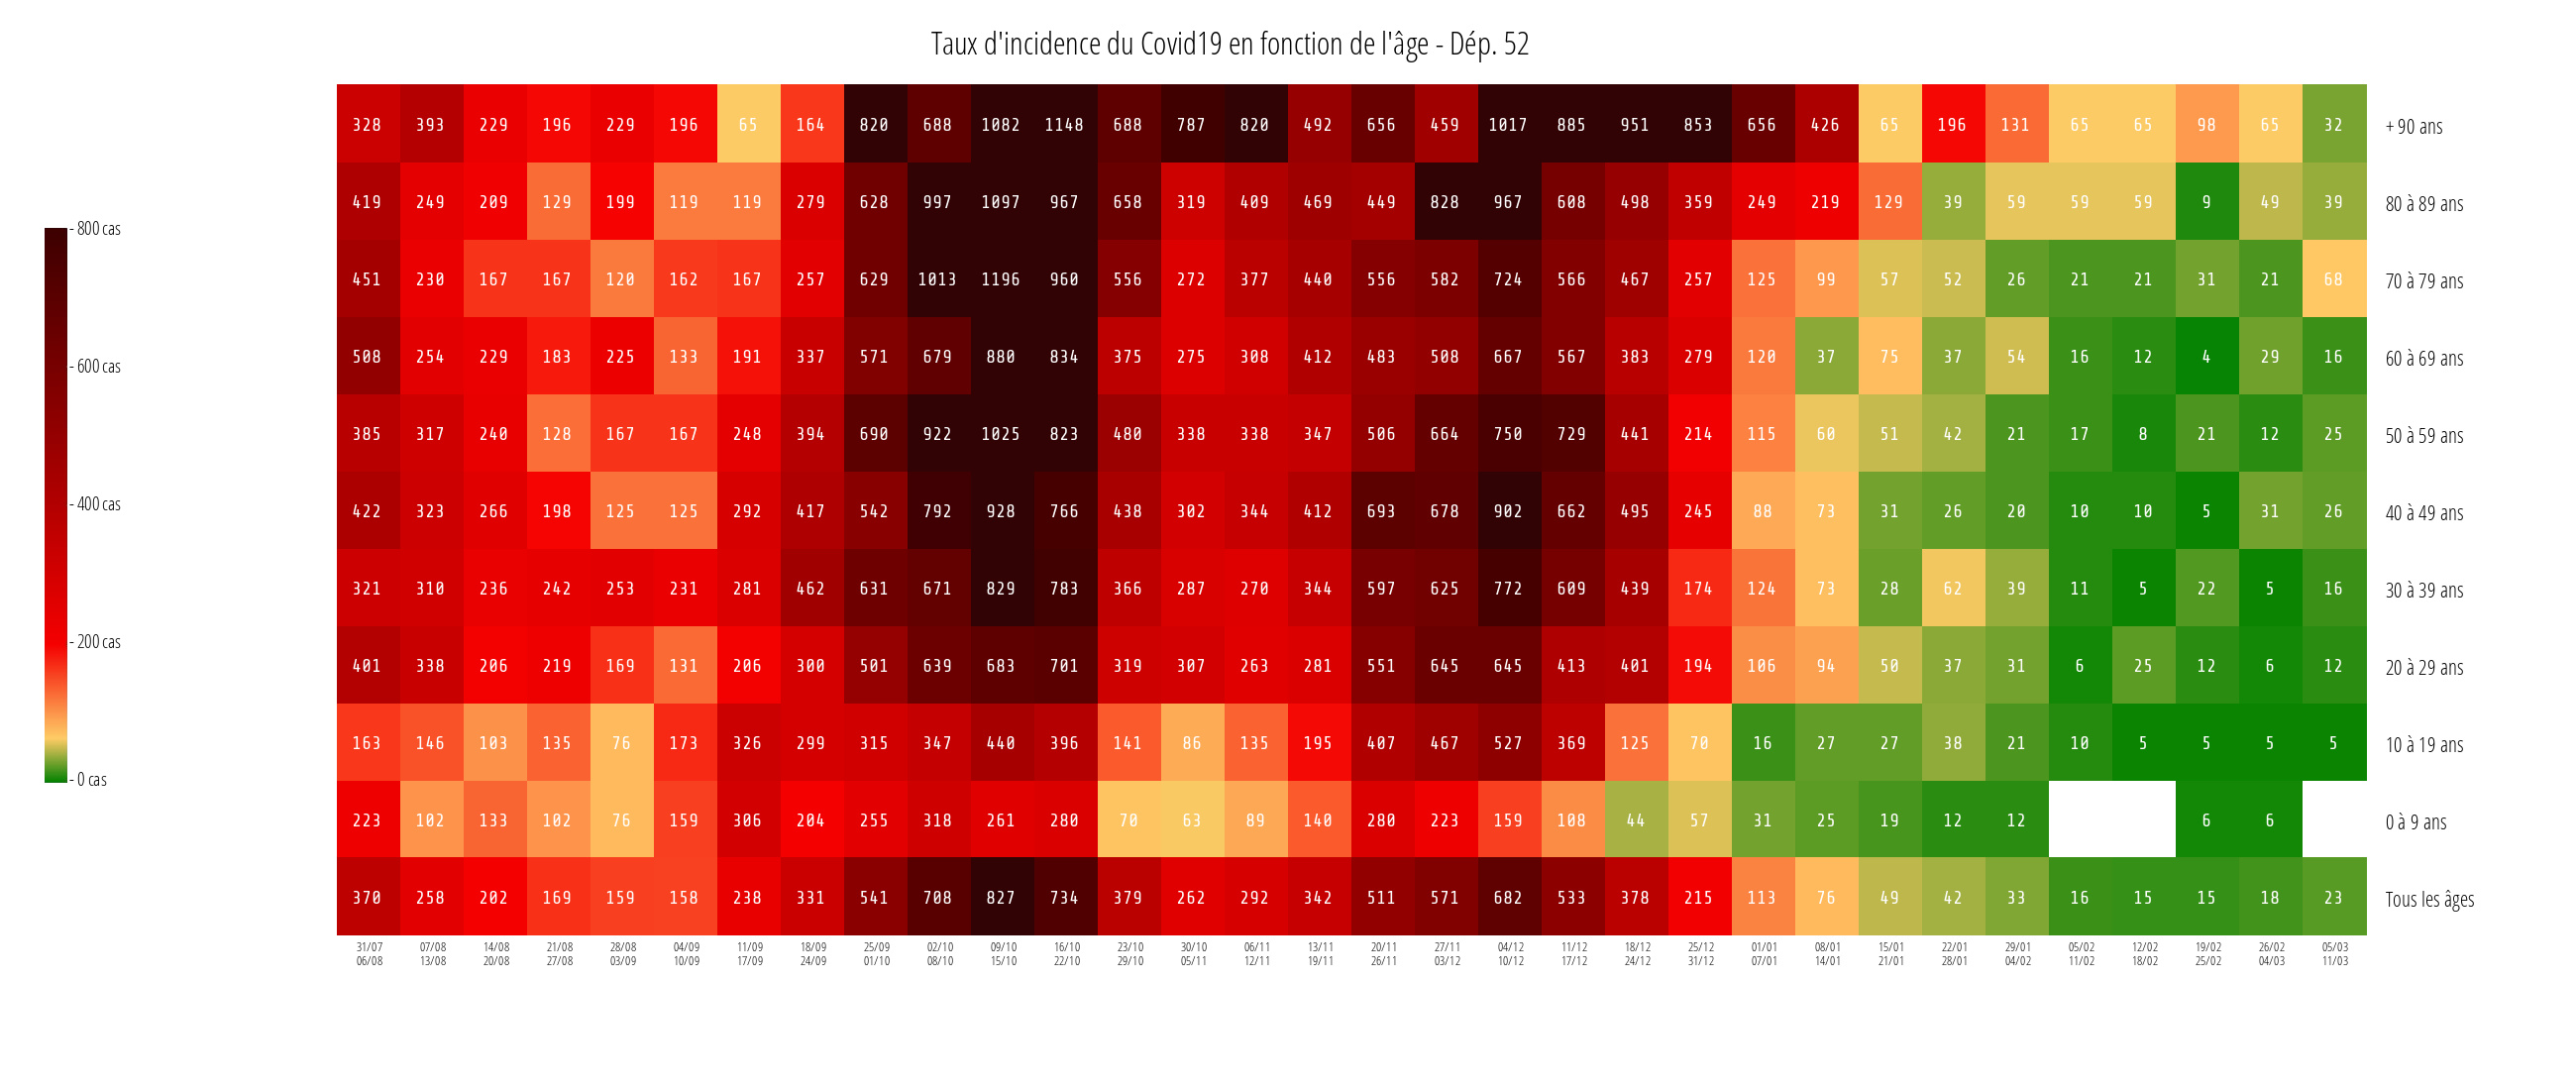 Taux d'incidence du Covid19 en fonction de l'âge - Dép. 52
328 393 229 196 229 196 65 164 820 688 1082 1148 688 787 820 492 656 459 1017 885 951 853 656 426 65 196 131 65 65 98 65 32 + 90 ans
419 249 209 129 199 119 119 279 628 997 1097 967 658 319 409 469 449 828 967 608 498 359 249 219 129 39 59 59 59 9 49 39 80 à 89 ans
- 800 cas
451 230 167 167 120 162 167 257 629 1013 1196 960 556 272 377 440 556 582 724 566 467 257 125 99 57 52 26 21 21 31 21 68 70 à 79 ans
508 254 229 183 225 133 191 337 571 679 880 834 375 275 308 412 483 508 667 567 383 279 120 37 75 37 54 16 12 4 29 16 60 à 69 ans
- 600 cas
385 317 240 128 167 167 248 394 690 922 1025 823 480 338 338 347 506 664 750 729 441 214 115 60 51 42 21 17 8 21 12 25 50 à 59 ans
- 400 cas
422 323 266 198 125 125 292 417 542 792 928 766 438 302 344 412 693 678 902 662 495 245 88 73 31 26 20 10 10 5 31 26 40 à 49 ans
321 310 236 242 253 231 281 462 631 671 829 783 366 287 270 344 597 625 772 609 439 174 124 73 28 62 39 11 5 22 5 16 30 à 39 ans
- 200 cas
401 338 206 219 169 131 206 300 501 639 683 701 319 307 263 281 551 645 645 413 401 194 106 94 50 37 31 6 25 12 6 12 20 à 29 ans
163 146 103 135 76 173 326 299 315 347 440 396 141 86 135 195 407 467 527 369 125 70 16 27 27 38 21 10 5 5 5 5 10 à 19 ans
- 0 cas
223 102 133 102 76 159 306 204 255 318 261 280 70 63 89 140 280 223 159 108 44 57 31 25 19 12 12 6 6 0 à 9 ans
370 258 202 169 159 158 238 331 541 708 827 734 379 262 292 342 511 571 682 533 378 215 113 76 49 42 33 16 15 15 18 23 Tous les âges
31/07 07/08 14/08 21/08 28/08 04/09 11/09 18/09 25/09 02/10 09/10 16/10 23/10 30/10 06/11 13/11 20/11 27/11 04/12 11/12 18/12 25/12 01/01 08/01 15/01 22/01 29/01 05/02 12/02 19/02 26/02 05/03
06/08 13/08 20/08 27/08 03/09 10/09 17/09 24/09 01/10 08/10 15/10 22/10 29/10 05/11 12/11 19/11 26/11 03/12 10/12 17/12 24/12 31/12 07/01 14/01 21/01 28/01 04/02 11/02 18/02 25/02 04/03 11/03